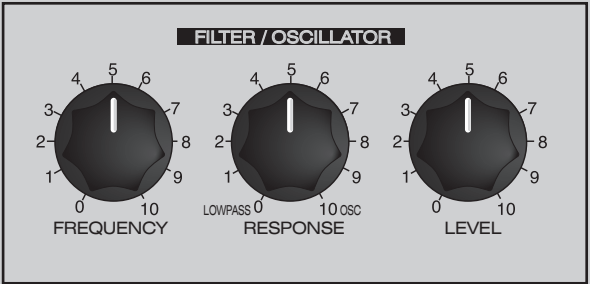 FILTER / OSCILLATOR
0 1 2 3 4 5 6 7 8 9 10
FREQUENCY
LOWPASS 0 1 2 3 4 5 6 7 8 9 10 OSC
RESPONSE
0 1 2 3 4 5 6 7 8 9 10
LEVEL